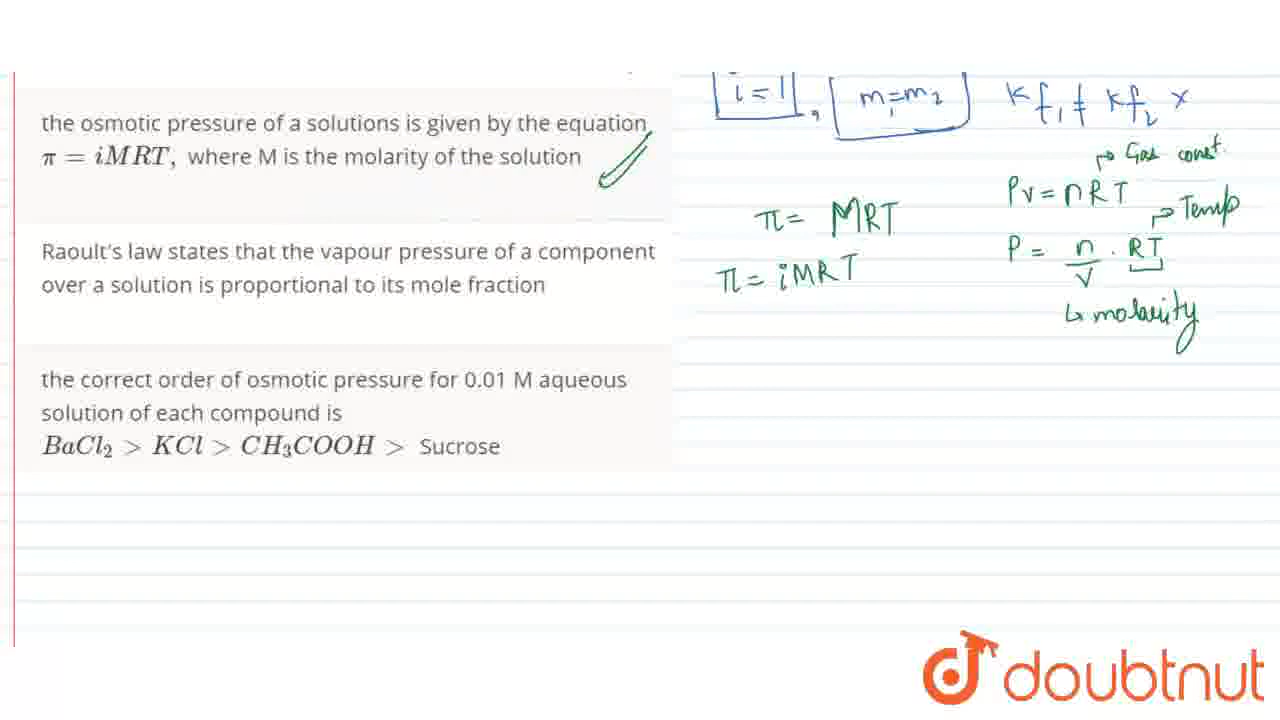 the osmotic pressure of a solutions is given by the equation
π = iMRT, where M is the molarity of the solution
Raoult's law states that the vapour pressure of a component
over a solution is proportional to its mole fraction
the correct order of osmotic pressure for 0.01 M aqueous
solution of each compound is
BaCl₂ > KCl > CH₃COOH > Sucrose
i = 1 , m₁ = m₂
Kf₁ ≠ Kf₂ ×
→ Gas const.
PV = nRT
→ Temp
P = n/V · RT
↳ molarity
π = MRT
π = iMRT
doubtnut